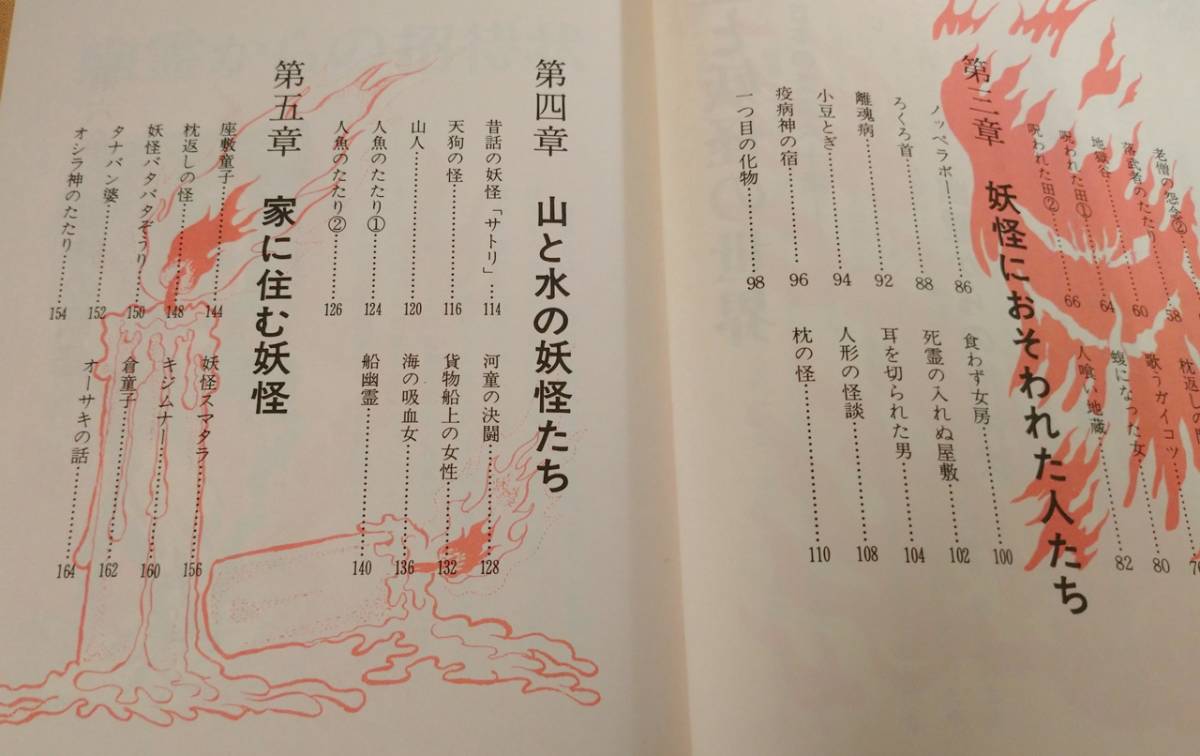 老僧の怨念②……58
落武者のたたり……60
地獄谷……64
呪われた田①
呪われた田②……66
枕返しの
歌うガイコツ……80
蝮になった女……82
人喰い地蔵
第三章 妖怪におそわれた人たち
ノッペラボー……86
ろくろ首……88
離魂病……92
小豆とぎ……94
疫病神の宿……96
一つ目の化物……98
食わず女房……100
死霊の入れぬ屋敷……102
耳を切られた男……104
人形の怪談……108
枕の怪……110
第四章 山と水の妖怪たち
昔話の妖怪「サトリ」……114
天狗の怪……116
山人……120
人魚のたたり①……124
人魚のたたり②……126
河童の決闘……128
貨物船上の女性……132
海の吸血女……136
船幽霊……140
第五章 家に住む妖怪
座敷童子……144
枕返しの怪……148
妖怪バタバタぞうり……150
タナバン婆……152
オシラ神のたたり……154
妖怪スマタラ……156
キジムナー……160
倉童子……162
オーサキの話……164